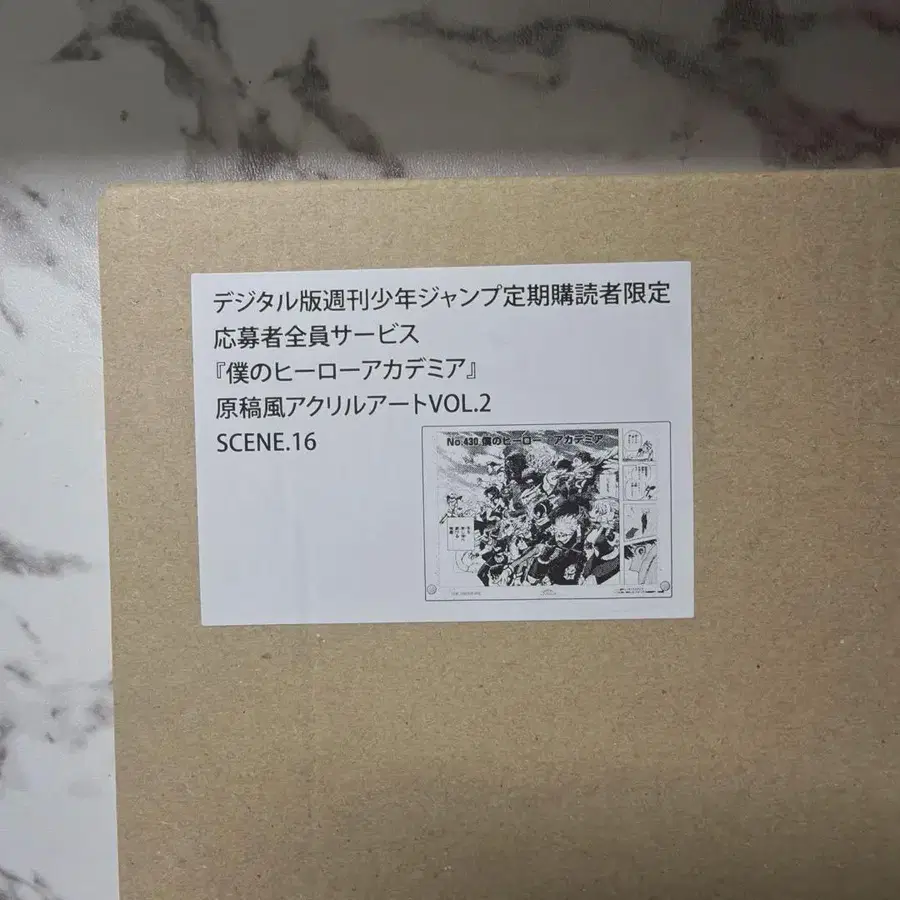 デジタル版週刊少年ジャンプ定期購読者限定
応募者全員サービス
『僕のヒーローアカデミア』
原稿風アクリルアートVOL.2
SCENE.16
No.430 僕のヒーローアカデミア